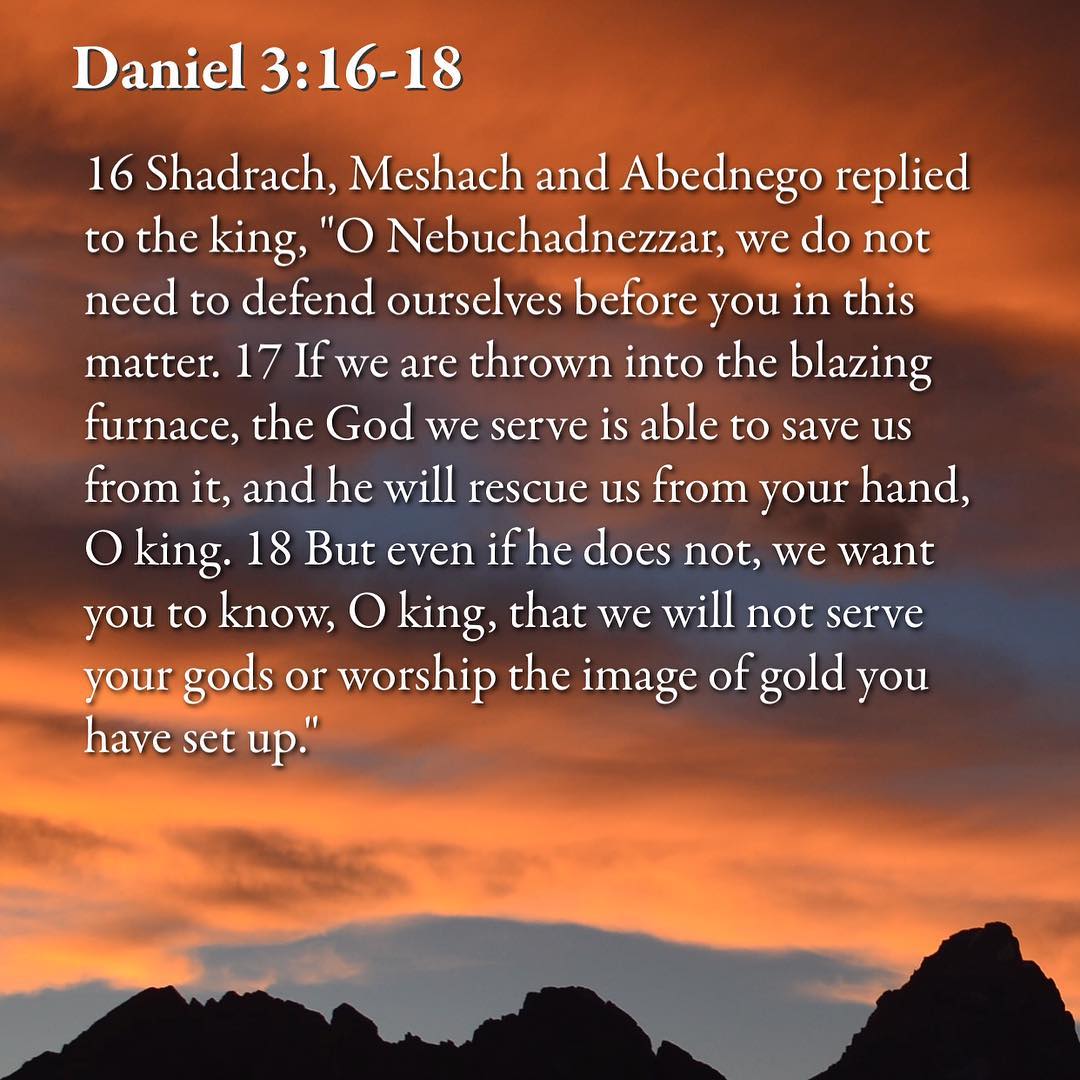 Daniel 3:16-18
16 Shadrach, Meshach and Abednego replied
to the king, "O Nebuchadnezzar, we do not
need to defend ourselves before you in this
matter. 17 If we are thrown into the blazing
furnace, the God we serve is able to save us
from it, and he will rescue us from your hand,
O king. 18 But even if he does not, we want
you to know, O king, that we will not serve
your gods or worship the image of gold you
have set up."